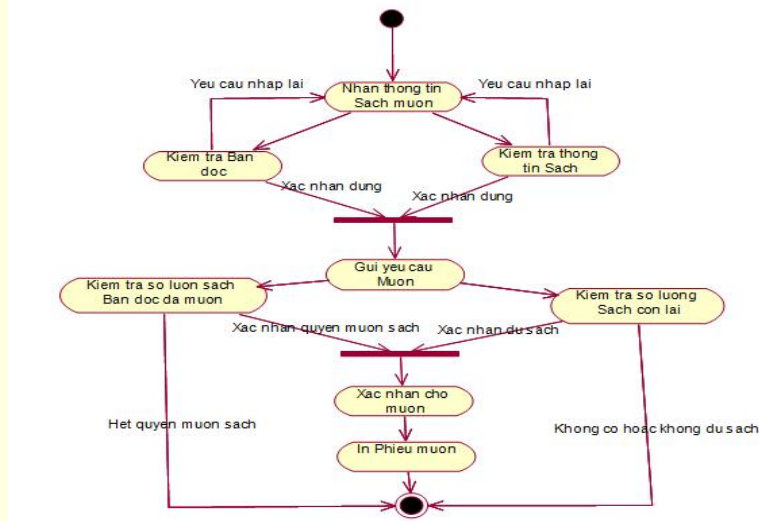 Yeu cau nhap lai
Nhan thong tin
Sach muon
Yeu cau nhap lai
Kiem tra Ban
doc
Kiem tra thong
tin Sach
Xac nhan dung
Xac nhan dung
Gui yeu cau
Muon
Kiem tra so luon sach
Ban doc da muon
Kiem tra so luong
Sach con lai
Xac nhan quyen muon sach
Xac nhan du sach
Xac nhan cho
muon
Het quyen muon sach
Khong co hoac khong du sach
In Phieu muon